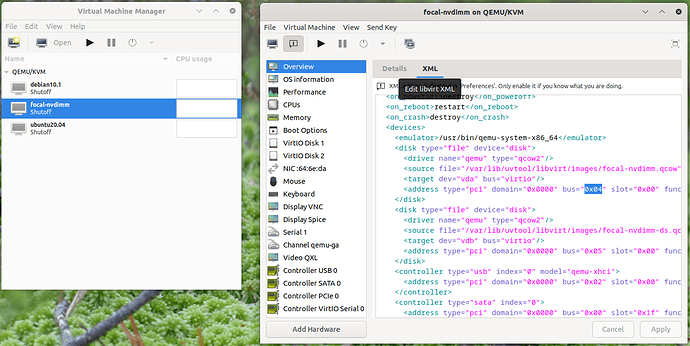 Virtual Machine Manager
File Edit View Help
Open
Name CPU usage
QEMU/KVM
debian10.1
Shutoff
focal-nvdimm
Shutoff
ubuntu20.04
Shutoff
focal-nvdimm on QEMU/KVM
File Virtual Machine View Send Key
Overview
OS information
Performance
CPUs
Memory
Boot Options
VirtIO Disk 1
VirtIO Disk 2
NIC :64:6e:da
Mouse
Keyboard
Display VNC
Display Spice
Serial 1
Channel qemu-ga
Video QXL
Controller USB 0
Controller SATA 0
Controller PCIe 0
Controller VirtIO Serial 0
Add Hardware
Details XML
XM 'Preferences'. Only enable it if you know what you are doing.
Edit libvirt XML
<on_poweroff>destroy</on_poweroff>
<on_reboot>restart</on_reboot>
<on_crash>destroy</on_crash>
<devices>
<emulator>/usr/bin/qemu-system-x86_64</emulator>
<disk type="file" device="disk">
<driver name="qemu" type="qcow2"/>
<source file="/var/lib/uvtool/libvirt/images/focal-nvdimm.qcow"
<target dev="vda" bus="virtio"/>
<address type="pci" domain="0x0000" bus="0x04" slot="0x00" func
</disk>
<disk type="file" device="disk">
<driver name="qemu" type="qcow2"/>
<source file="/var/lib/uvtool/libvirt/images/focal-nvdimm-ds.qc
<target dev="vdb" bus="virtio"/>
<address type="pci" domain="0x0000" bus="0x05" slot="0x00" func
</disk>
<controller type="usb" index="0" model="qemu-xhci">
<address type="pci" domain="0x0000" bus="0x02" slot="0x00" func
</controller>
<controller type="sata" index="0">
<address type="pci" domain="0x0000" bus="0x00" slot="0x1f" func
Cancel Apply